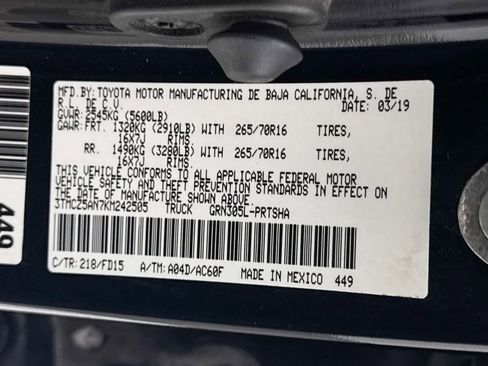 MFD.BY:TOYOTA MOTOR MANUFACTURING DE BAJA CALIFORNIA, S. DE
R.L. DE C.V. DATE: 03/19
GVWR: 2545KG (5600LB)
GAWR:FRT. 1320KG (2910LB) WITH 265/70R16 TIRES,
16X7J RIMS.
RR. 1490KG (3280LB) WITH 265/70R16 TIRES,
16X7J RIMS.
THIS VEHICLE CONFORMS TO ALL APPLICABLE FEDERAL MOTOR
VEHICLE SAFETY AND THEFT PREVENTION STANDARDS IN EFFECT
ON THE DATE OF MANUFACTURE SHOWN ABOVE.
3TMCZ5AN7KM242505 TRUCK GRN305L-PRTSHA
C/TR:218/FD15 A/TM:A04D/AC60F MADE IN MEXICO 449
449